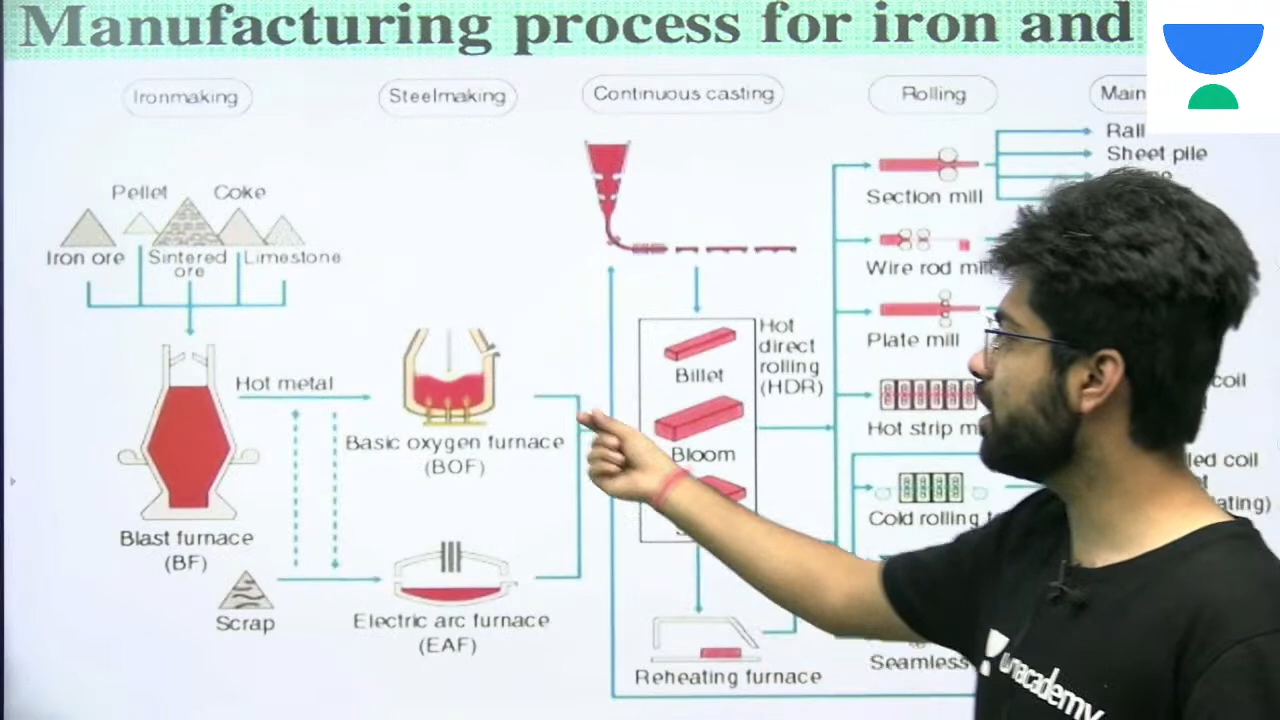 Manufacturing process for iron and
Ironmaking
Steelmaking
Continuous casting
Rolling
Main
Pellet
Coke
Iron ore
Sintered
ore
Limestone
Hot metal
Blast furnace
(BF)
Scrap
Basic oxygen furnace
(BOF)
Electric arc furnace
(EAF)
Hot
direct
rolling
(HDR)
Billet
Bloom
Reheating furnace
Section mill
Wire rod mill
Plate mill
Hot strip m
Cold rolling
Seamless
Rail
Sheet pile
coil
led coil
ating)
unacademy